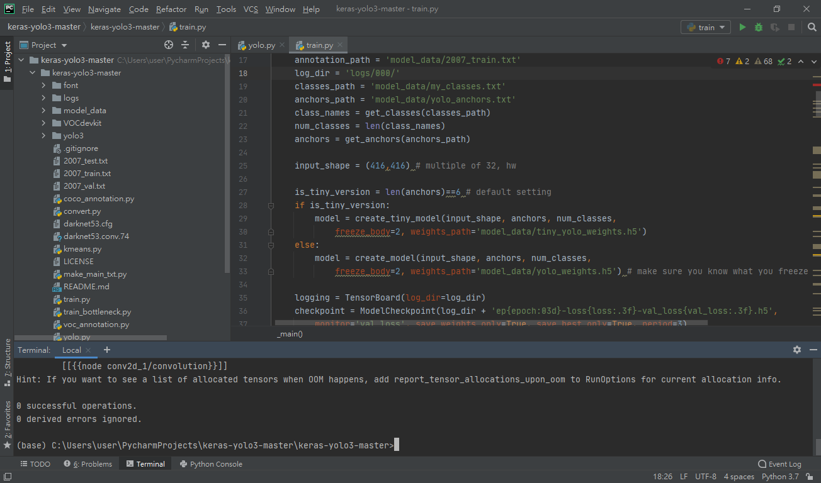 File Edit View Navigate Code Refactor Run Tools VCS Window Help keras-yolo3-master - train.py
keras-yolo3-master keras-yolo3-master train.py train
Project yolo.py train.py
1: Project
keras-yolo3-master C:\Users\user\PycharmProjects\
keras-yolo3-master
font
logs
model_data
VOCdevkit
yolo3
.gitignore
2007_test.txt
2007_train.txt
2007_val.txt
coco_annotation.py
convert.py
darknet53.cfg
darknet53.conv.74
kmeans.py
LICENSE
make_main_txt.py
README.md
train.py
train_bottleneck.py
voc_annotation.py
yolo.py
7 2 68 2
17 annotation_path = 'model_data/2007_train.txt'
18 log_dir = 'logs/000/'
19 classes_path = 'model_data/my_classes.txt'
20 anchors_path = 'model_data/yolo_anchors.txt'
21 class_names = get_classes(classes_path)
22 num_classes = len(class_names)
23 anchors = get_anchors(anchors_path)
24
25 input_shape = (416,416) # multiple of 32, hw
26
27 is_tiny_version = len(anchors)==6 # default setting
28 if is_tiny_version:
29 model = create_tiny_model(input_shape, anchors, num_classes,
30 freeze_body=2, weights_path='model_data/tiny_yolo_weights.h5')
31 else:
32 model = create_model(input_shape, anchors, num_classes,
33 freeze_body=2, weights_path='model_data/yolo_weights.h5') # make sure you know what you freeze
34
35 logging = TensorBoard(log_dir=log_dir)
36 checkpoint = ModelCheckpoint(log_dir + 'ep{epoch:03d}-loss{loss:.3f}-val_loss{val_loss:.3f}.h5',
37 monitor='val_loss', save_weights_only=True, save_best_only=True, period=3)
_main()
Terminal: Local +
[[{{node conv2d_1/convolution}}]]
Hint: If you want to see a list of allocated tensors when OOM happens, add report_tensor_allocations_upon_oom to RunOptions for current allocation info.
0 successful operations.
0 derived errors ignored.
(base) C:\Users\user\PycharmProjects\keras-yolo3-master\keras-yolo3-master>
7: Structure
2: Favorites
TODO 6: Problems Terminal Python Console Event Log
18:26 LF UTF-8 4 spaces Python 3.7